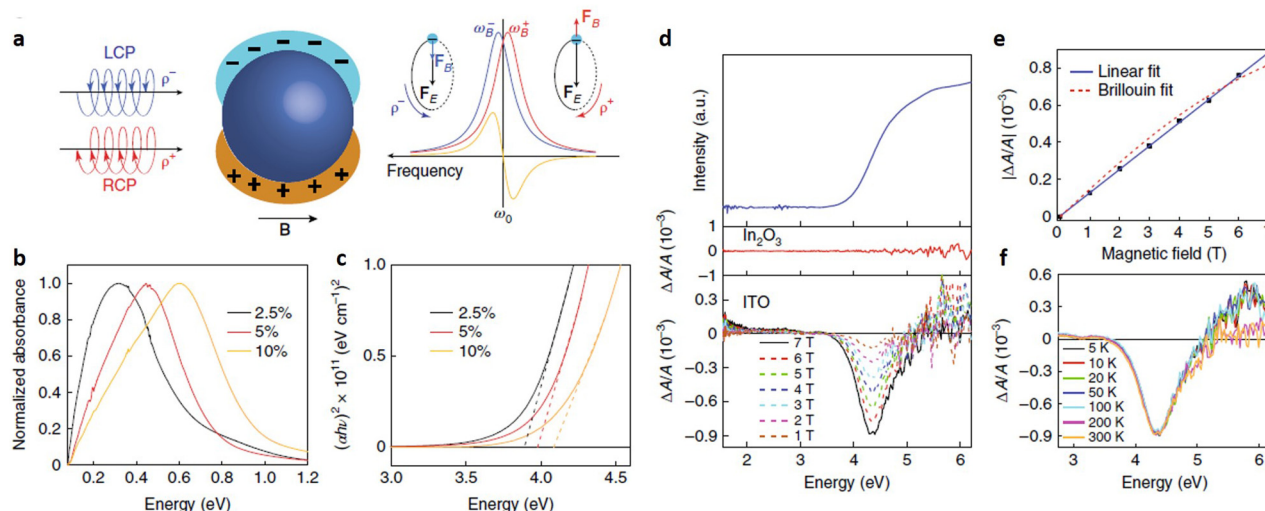 a
LCP
ρ⁻
RCP
ρ⁺
B
F_B
F_E
ρ⁻
ω_B⁻
ω_B⁺
F_B
F_E
ρ⁺
Frequency
ω₀
b
Normalized absorbance
1.0
0.8
0.6
0.4
0.2
0
2.5%
5%
10%
0.2 0.4 0.6 0.8 1.0 1.2
Energy (eV)
c
(αhν)² × 10¹¹ (eV cm⁻¹)²
1.0
0.5
0.0
2.5%
5%
10%
3.0 3.5 4.0 4.5
Energy (eV)
d
Intensity (a.u.)
ΔA/A (10⁻³)
1
0
−1
In₂O₃
ΔA/A (10⁻³)
0.3
0
−0.3
−0.6
−0.9
ITO
7 T
6 T
5 T
4 T
3 T
2 T
1 T
2 3 4 5 6
Energy (eV)
e
|ΔA/A| (10⁻³)
0.8
0.4
0
Linear fit
Brillouin fit
0 1 2 3 4 5 6
Magnetic field (T)
f
ΔA/A (10⁻³)
0.6
0.3
0
−0.3
−0.6
−0.9
5 K
10 K
20 K
50 K
100 K
200 K
300 K
3 4 5 6
Energy (eV)